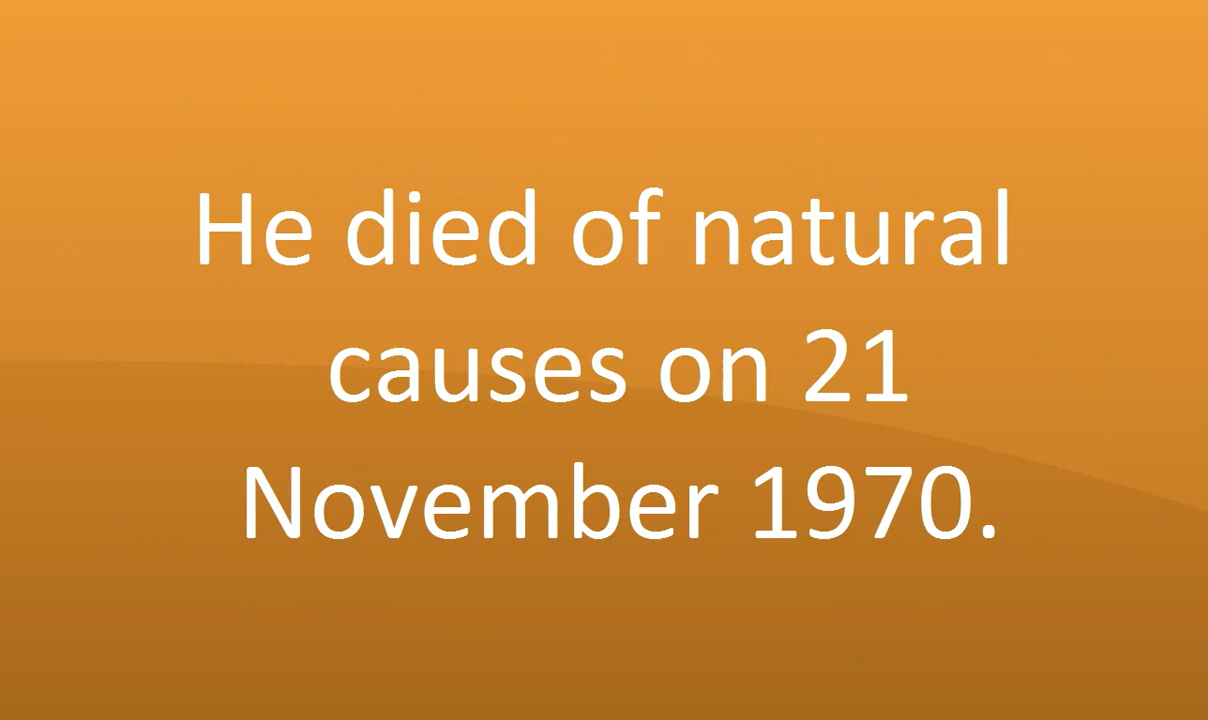 He died of natural
causes on 21
November 1970.